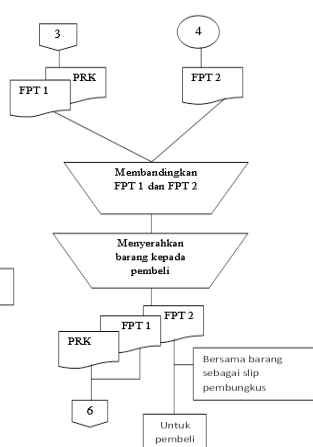 3
4
PRK
FPT 1
FPT 2
Membandingkan
FPT 1 dan FPT 2
Menyerahkan
barang kepada
pembeli
FPT 2
FPT 1
PRK
Bersama barang
sebagai slip
pembungkus
6
Untuk
pembeli